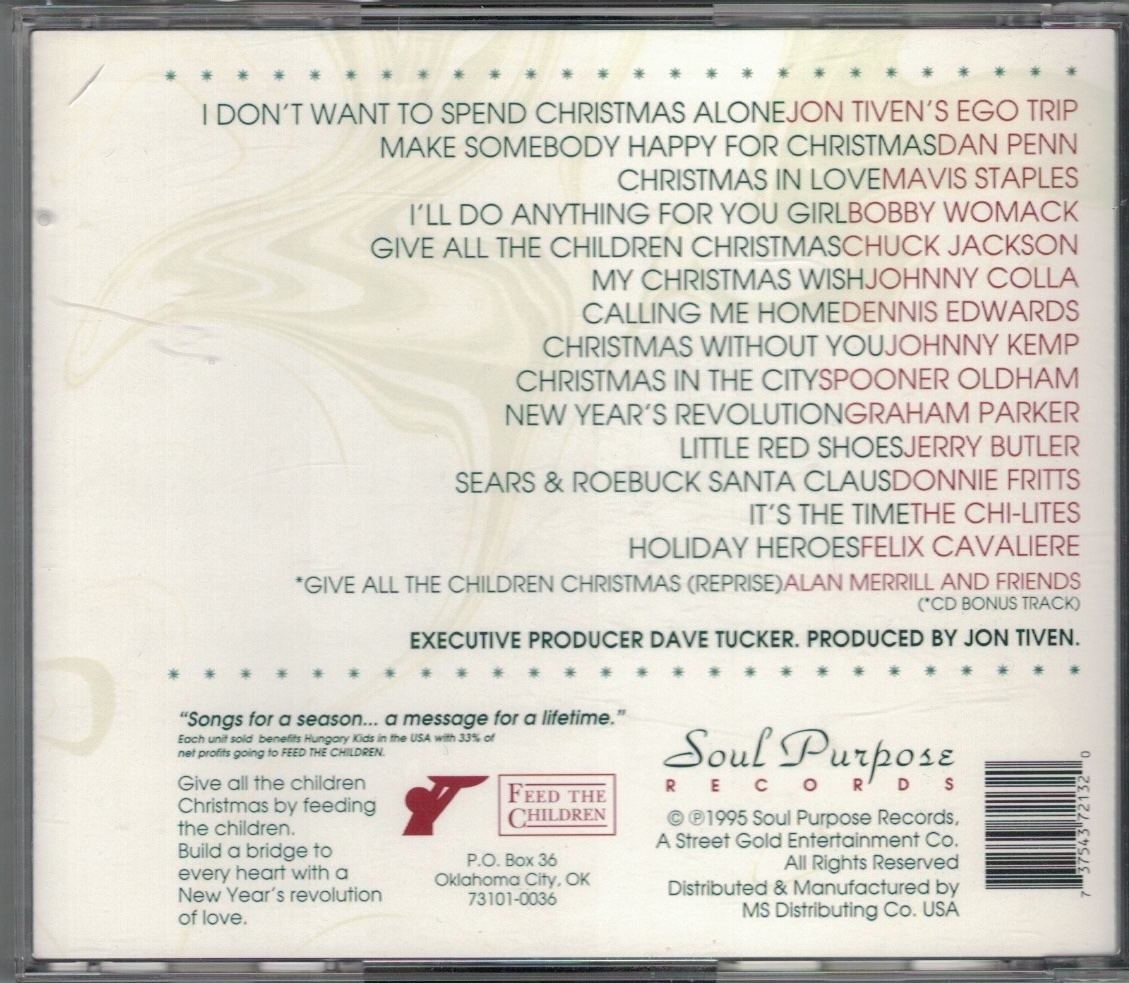 I DON'T WANT TO SPEND CHRISTMAS ALONEJON TIVEN'S EGO TRIP
MAKE SOMEBODY HAPPY FOR CHRISTMASDAN PENN
CHRISTMAS IN LOVEMAVIS STAPLES
I'LL DO ANYTHING FOR YOU GIRLBOBBY WOMACK
GIVE ALL THE CHILDREN CHRISTMASCHUCK JACKSON
MY CHRISTMAS WISHJOHNNY COLLA
CALLING ME HOMEDENNIS EDWARDS
CHRISTMAS WITHOUT YOUJOHNNY KEMP
CHRISTMAS IN THE CITYSPOONER OLDHAM
NEW YEAR'S REVOLUTIONGRAHAM PARKER
LITTLE RED SHOESJERRY BUTLER
SEARS & ROEBUCK SANTA CLAUSDONNIE FRITTS
IT'S THE TIMETHE CHI-LITES
HOLIDAY HEROESFELIX CAVALIERE
*GIVE ALL THE CHILDREN CHRISTMAS (REPRISE)ALAN MERRILL AND FRIENDS
(*CD BONUS TRACK)
EXECUTIVE PRODUCER DAVE TUCKER. PRODUCED BY JON TIVEN.
"Songs for a season... a message for a lifetime."
Each unit sold benefits Hungary Kids in the USA with 33% of
net profits going to FEED THE CHILDREN.
Give all the children
Christmas by feeding
the children.
Build a bridge to
every heart with a
New Year's revolution
of love.
FEED THE
CHILDREN
P.O. Box 36
Oklahoma City, OK
73101-0036
Soul Purpose
RECORDS
© ℗1995 Soul Purpose Records,
A Street Gold Entertainment Co.
All Rights Reserved
Distributed & Manufactured by
MS Distributing Co. USA
7 37543 72132 0